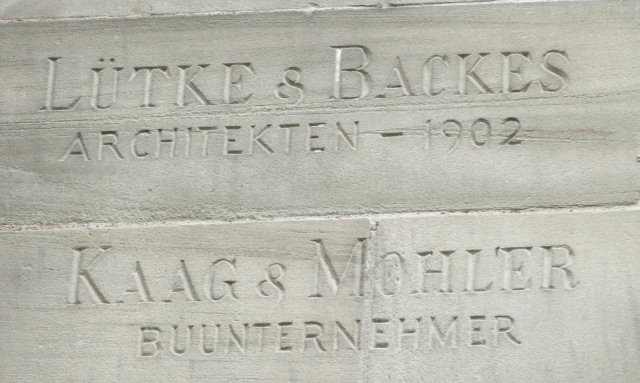 LÜTKE & BACKES
ARCHITEKTEN – 1902
KAAG & MOHLER
BUUNTERNEHMER